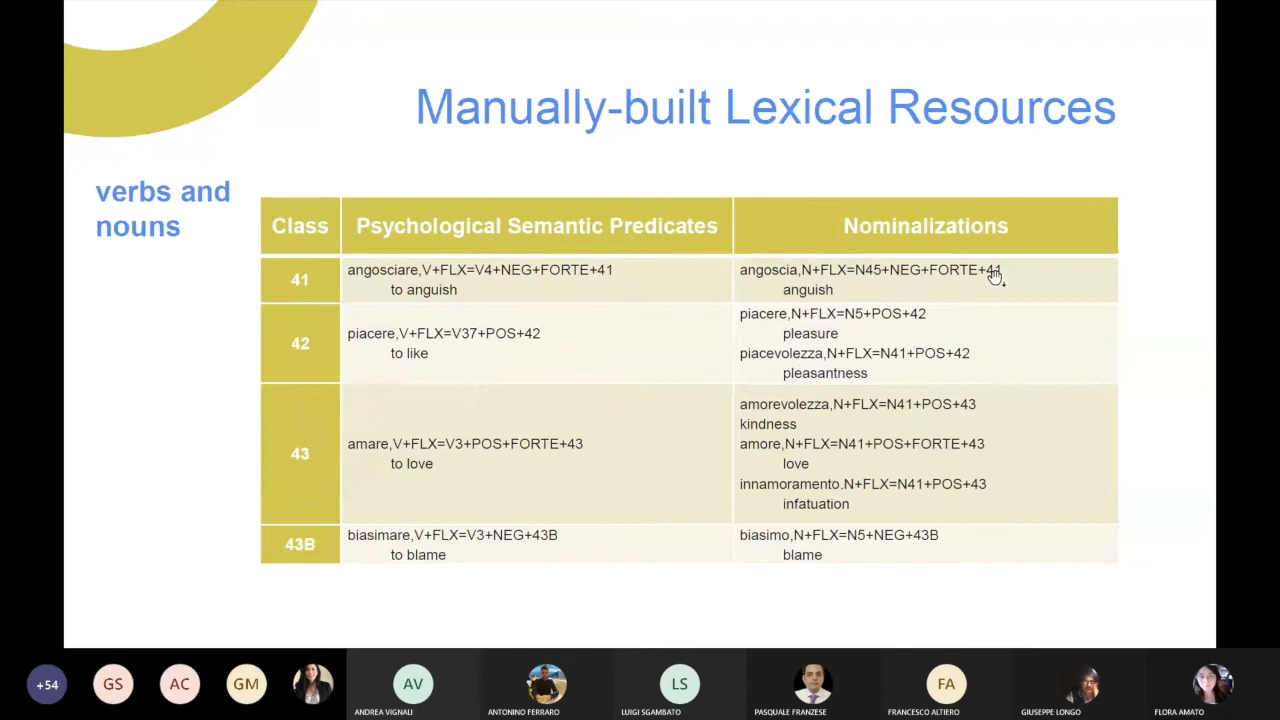 Manually-built Lexical Resources
verbs and
nouns
Class
Psychological Semantic Predicates
Nominalizations
41
angosciare,V+FLX=V4+NEG+FORTE+41
to anguish
angoscia,N+FLX=N45+NEG+FORTE+41
anguish
42
piacere,V+FLX=V37+POS+42
to like
piacere,N+FLX=N5+POS+42
pleasure
piacevolezza,N+FLX=N41+POS+42
pleasantness
43
amare,V+FLX=V3+POS+FORTE+43
to love
amorevolezza,N+FLX=N41+POS+43
kindness
amore,N+FLX=N41+POS+FORTE+43
love
innamoramento.N+FLX=N41+POS+43
infatuation
43B
biasimare,V+FLX=V3+NEG+43B
to blame
biasimo,N+FLX=N5+NEG+43B
blame
+54
GS
AC
GM
AV
ANDREA VIGNALI
ANTONINO FERRARO
LS
LUIGI SGAMBATO
PASQUALE FRANZESE
FA
FRANCESCO ALTIERO
GIUSEPPE LONGO
FLORA AMATO